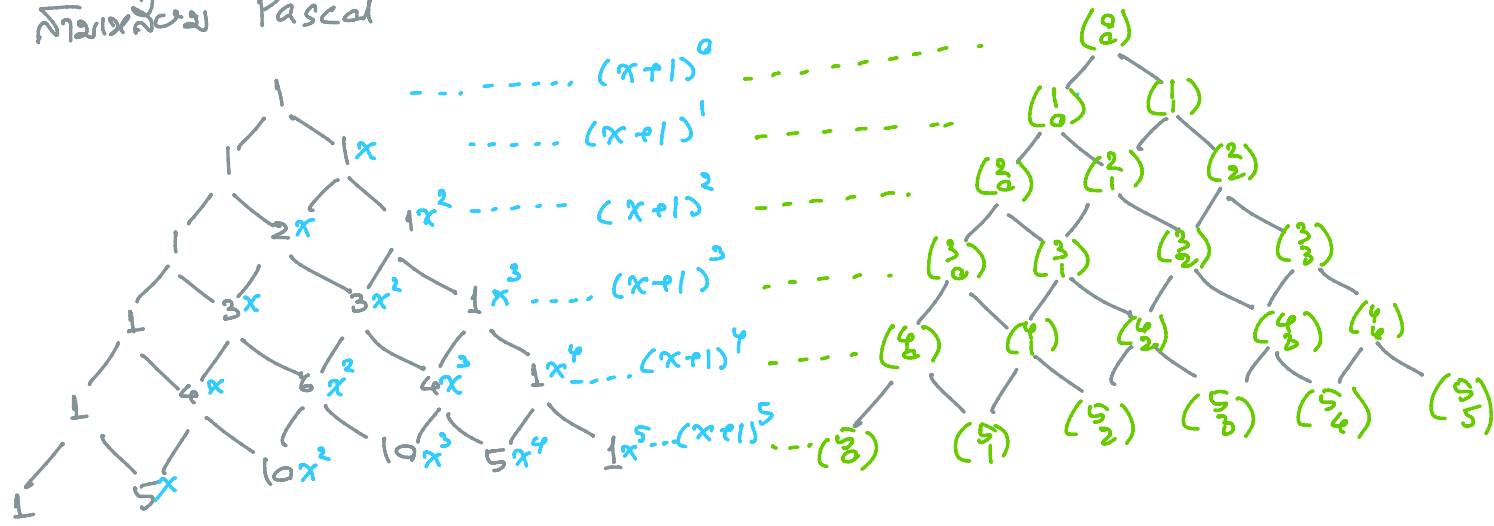 สามเหลี่ยม Pascal
1 (x+1)^0 (0 0)
1 1x (x+1)^1 (1 0) (1 1)
1 2x 1x^2 (x+1)^2 (2 0) (2 1) (2 2)
1 3x 3x^2 1x^3 (x+1)^3 (3 0) (3 1) (3 2) (3 3)
1 4x 6x^2 4x^3 1x^4 (x+1)^4 (4 0) (4 1) (4 2) (4 3) (4 4)
1 5x 10x^2 10x^3 5x^4 1x^5 (x+1)^5 (5 0) (5 1) (5 2) (5 3) (5 4) (5 5)